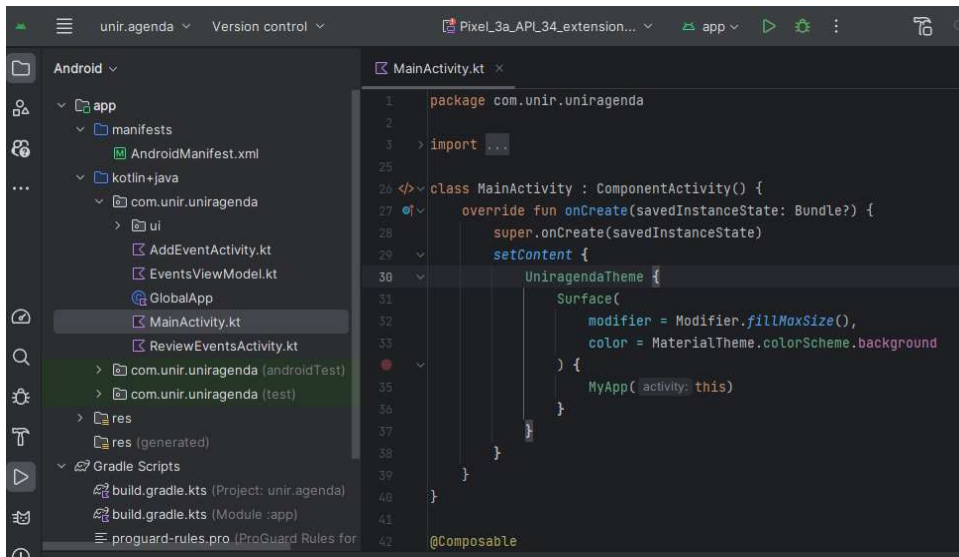 unir.agenda Version control Pixel_3a_API_34_extension... app
Android
MainActivity.kt
app
manifests
AndroidManifest.xml
kotlin+java
com.unir.uniragenda
ui
AddEventActivity.kt
EventsViewModel.kt
GlobalApp
MainActivity.kt
ReviewEventsActivity.kt
com.unir.uniragenda (androidTest)
com.unir.uniragenda (test)
res
res (generated)
Gradle Scripts
build.gradle.kts (Project: unir.agenda)
build.gradle.kts (Module :app)
proguard-rules.pro (ProGuard Rules for
1 package com.unir.uniragenda
2
3 import ...
25
26 class MainActivity : ComponentActivity() {
27 override fun onCreate(savedInstanceState: Bundle?) {
28 super.onCreate(savedInstanceState)
29 setContent {
30 UniragendaTheme {
31 Surface(
32 modifier = Modifier.fillMaxSize(),
33 color = MaterialTheme.colorScheme.background
) {
35 MyApp( activity: this)
36 }
37 }
38 }
39 }
40 }
41
42 @Composable